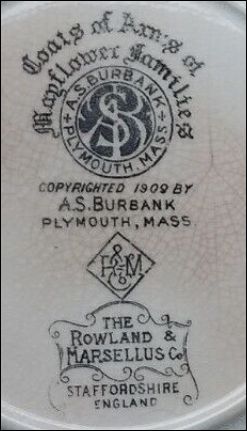 Coats of Arms of
Mayflower Families
A.S. BURBANK
PLYMOUTH, MASS
ASB
COPYRIGHTED 1909 BY
A.S. BURBANK
PLYMOUTH, MASS.
R&M
THE
ROWLAND &
MARSELLUS Co
STAFFORDSHIRE
ENGLAND